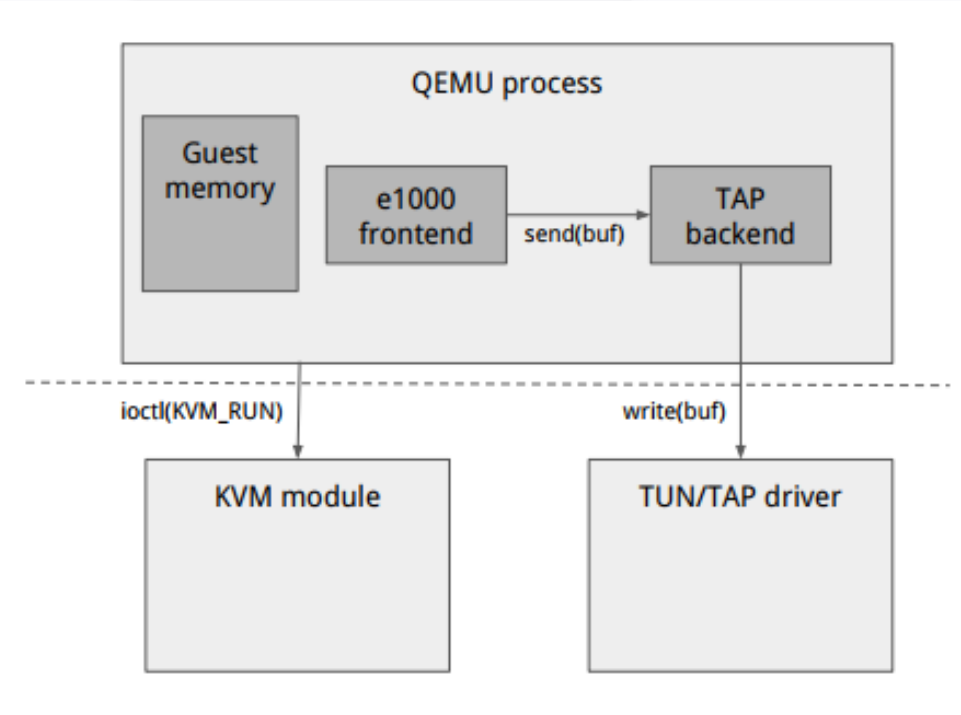 QEMU process
Guest
memory
e1000
frontend
send(buf)
TAP
backend
ioctl(KVM_RUN)
write(buf)
KVM module
TUN/TAP driver